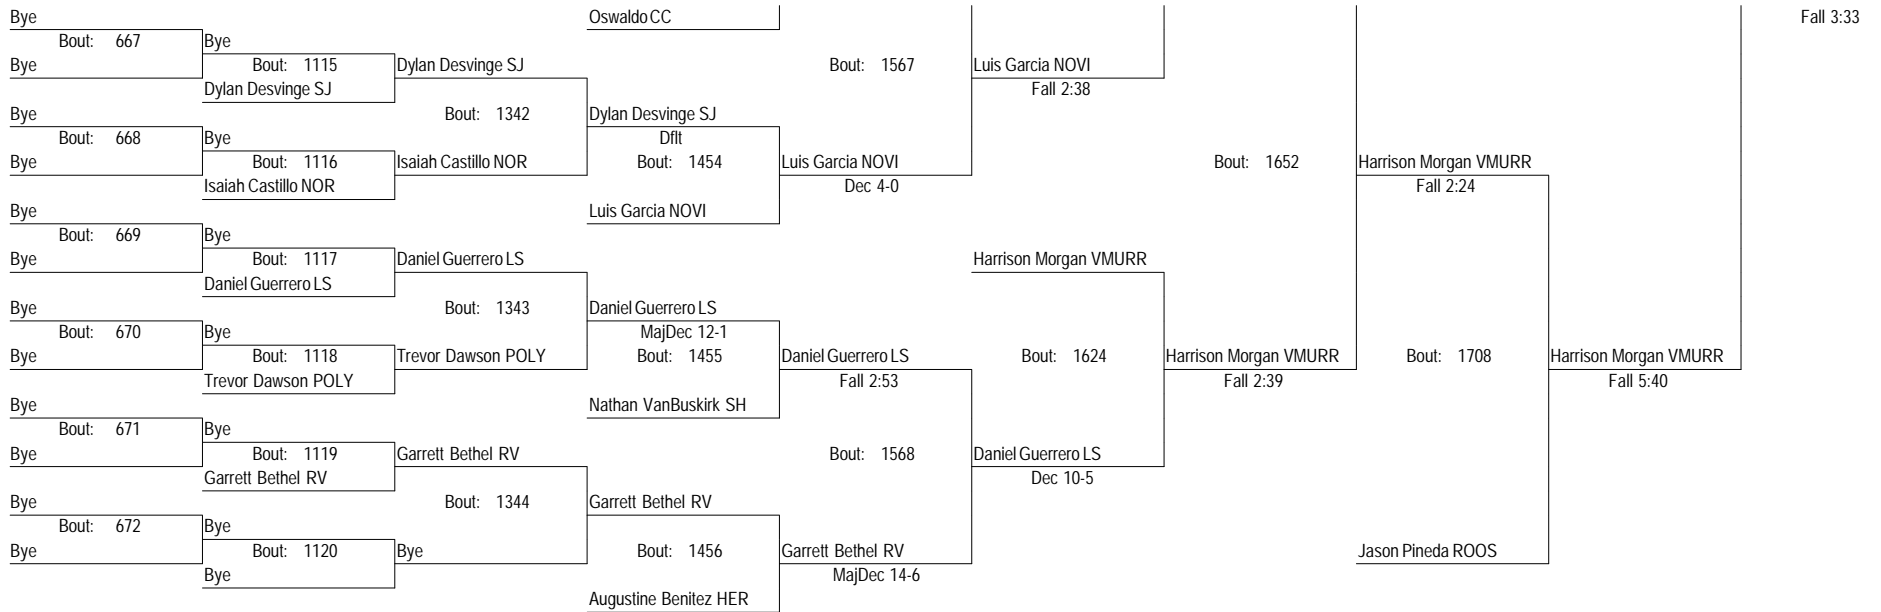 Bye Oswaldo CC Fall 3:33
Bout: 667 Bye
Bye Bout: 1115 Dylan Desvinge SJ Bout: 1567 Luis Garcia NOVI
Dylan Desvinge SJ Fall 2:38
Bye Bout: 1342 Dylan Desvinge SJ
Bout: 668 Bye Dflt
Bye Bout: 1116 Isaiah Castillo NOR Bout: 1454 Luis Garcia NOVI Bout: 1652 Harrison Morgan VMURR
Isaiah Castillo NOR Dec 4-0 Fall 2:24
Bye Luis Garcia NOVI
Bout: 669 Bye
Bye Bout: 1117 Daniel Guerrero LS Harrison Morgan VMURR
Daniel Guerrero LS
Bye Bout: 1343 Daniel Guerrero LS
Bout: 670 Bye MajDec 12-1
Bye Bout: 1118 Trevor Dawson POLY Bout: 1455 Daniel Guerrero LS Bout: 1624 Harrison Morgan VMURR Bout: 1708 Harrison Morgan VMURR
Trevor Dawson POLY Fall 2:53 Fall 2:39 Fall 5:40
Bye Nathan VanBuskirk SH
Bout: 671 Bye
Bye Bout: 1119 Garrett Bethel RV Bout: 1568 Daniel Guerrero LS
Garrett Bethel RV Dec 10-5
Bye Bout: 1344 Garrett Bethel RV
Bout: 672 Bye
Bye Bout: 1120 Bye Bout: 1456 Garrett Bethel RV Jason Pineda ROOS
Bye MajDec 14-6
Augustine Benitez HER